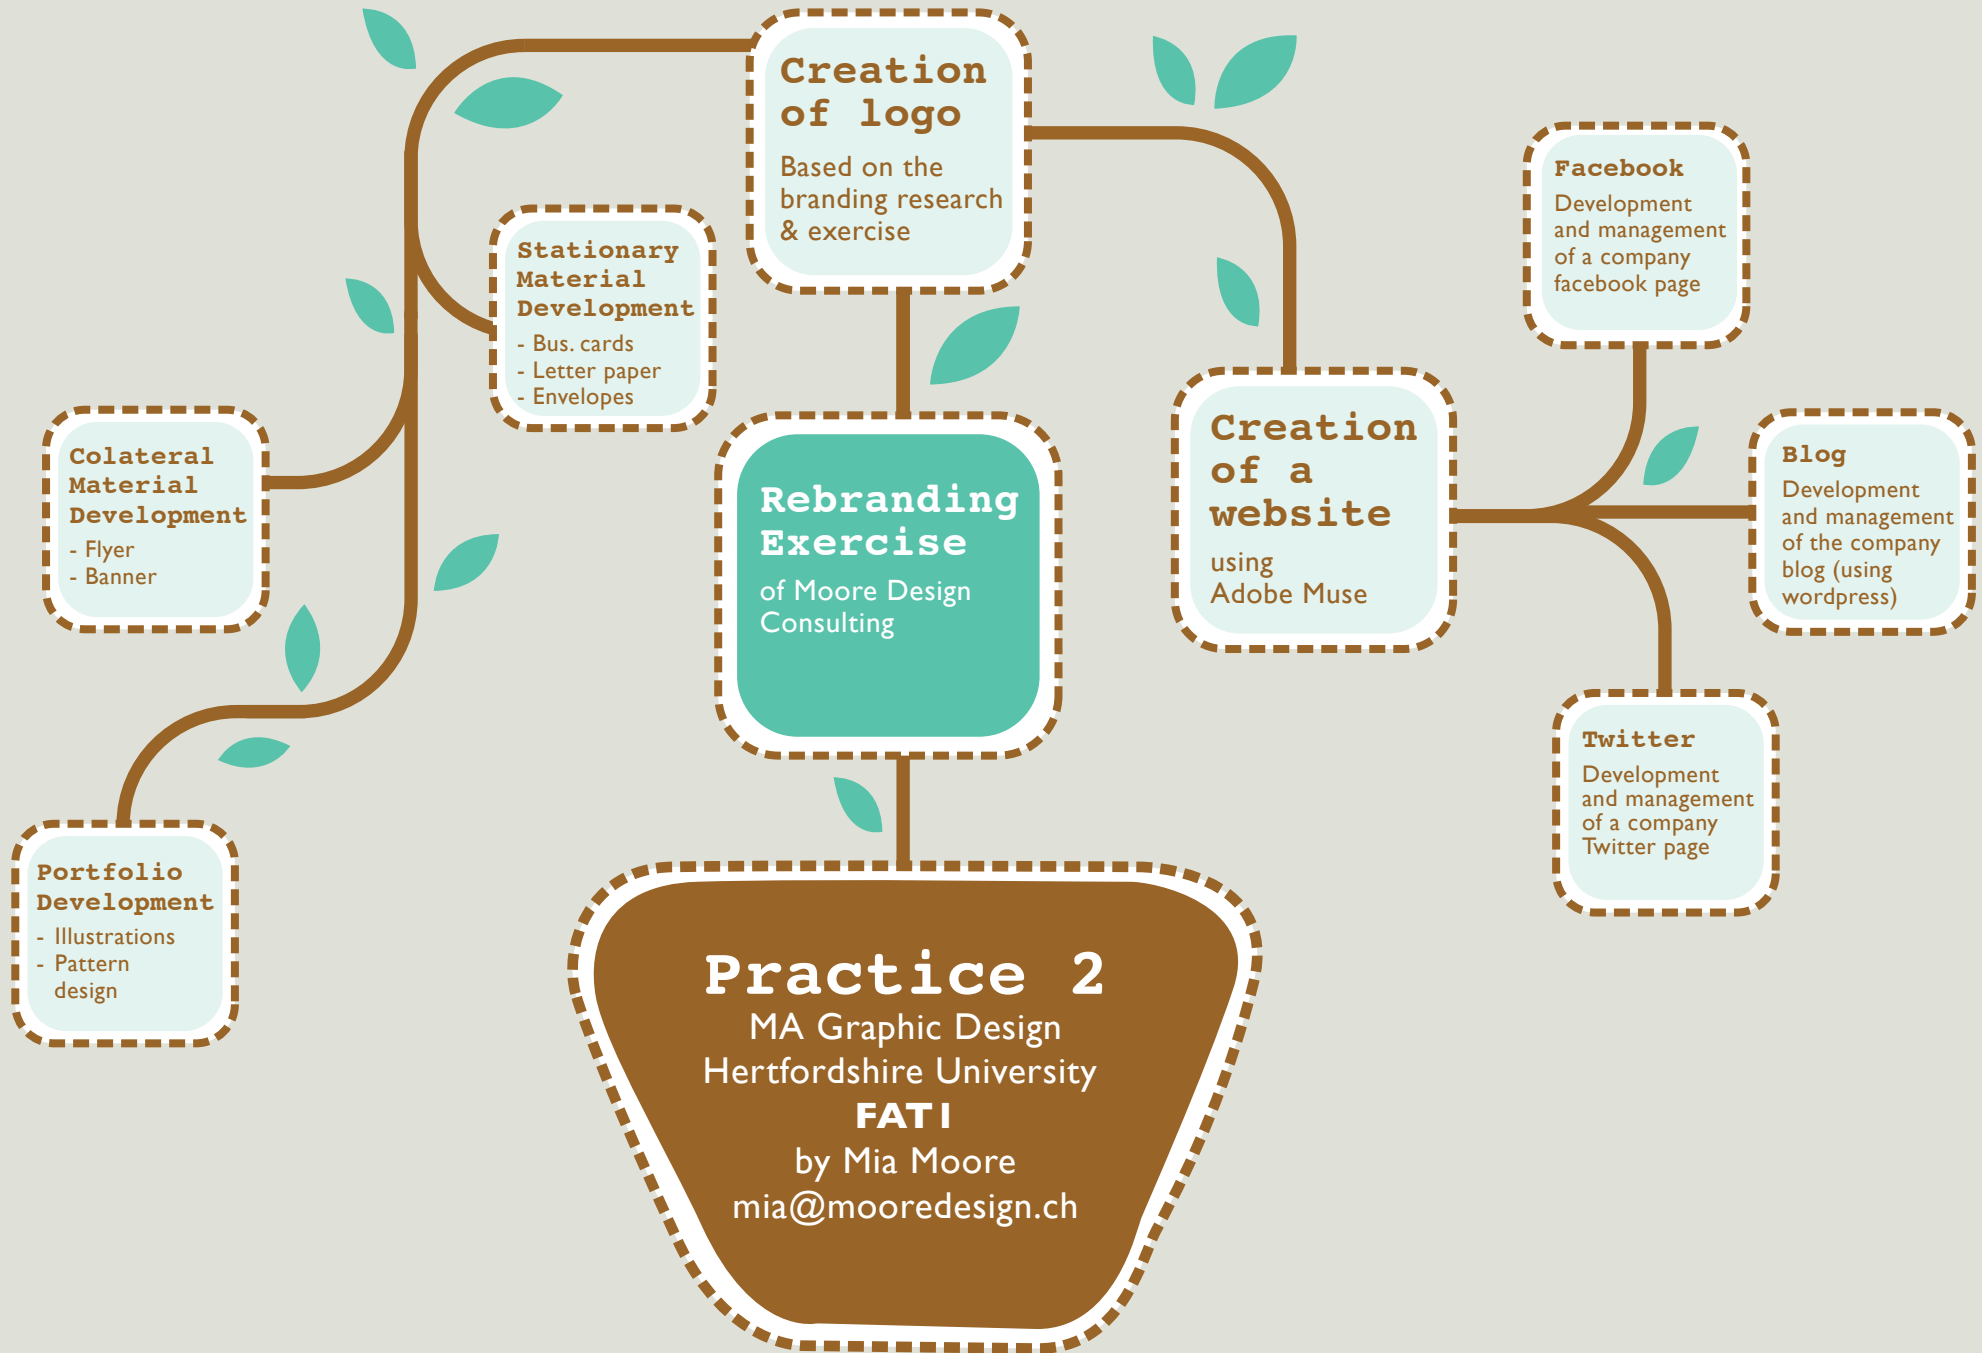 Creation
of logo
Based on the
branding research
& exercise
Stationary
Material
Development
- Bus. cards
- Letter paper
- Envelopes
Colateral
Material
Development
- Flyer
- Banner
Portfolio
Development
- Illustrations
- Pattern
design
Rebranding
Exercise
of Moore Design
Consulting
Creation
of a
website
using
Adobe Muse
Facebook
Development
and management
of a company
facebook page
Blog
Development
and management
of the company
blog (using
wordpress)
Twitter
Development
and management
of a company
Twitter page
Practice 2
MA Graphic Design
Hertfordshire University
FAT1
by Mia Moore
mia@mooredesign.ch